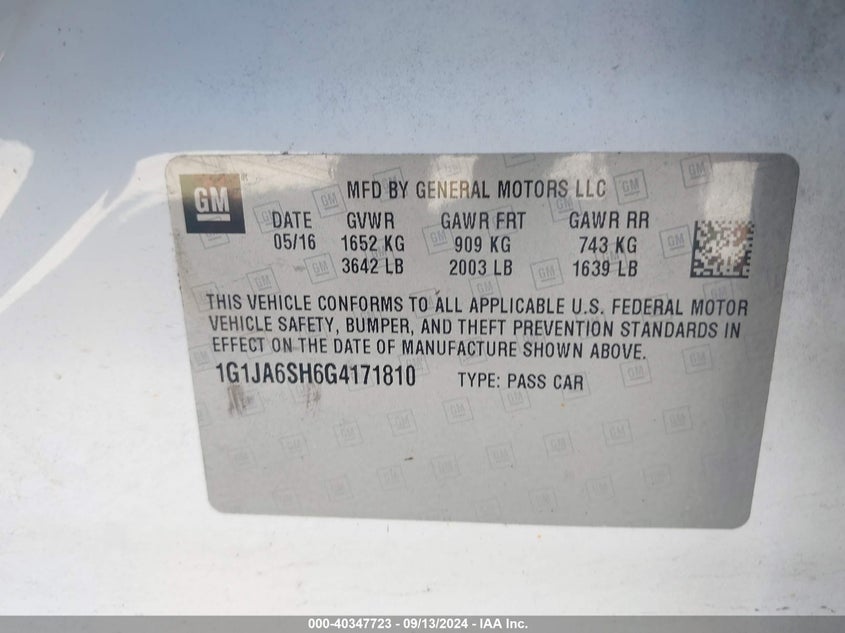 GM
MFD BY GENERAL MOTORS LLC
DATE GVWR GAWR FRT GAWR RR
05/16 1652 KG 909 KG 743 KG
3642 LB 2003 LB 1639 LB
THIS VEHICLE CONFORMS TO ALL APPLICABLE U.S. FEDERAL MOTOR
VEHICLE SAFETY, BUMPER, AND THEFT PREVENTION STANDARDS IN
EFFECT ON THE DATE OF MANUFACTURE SHOWN ABOVE.
1G1JA6SH6G4171810 TYPE: PASS CAR
000-40347723 - 09/13/2024 - IAA Inc.